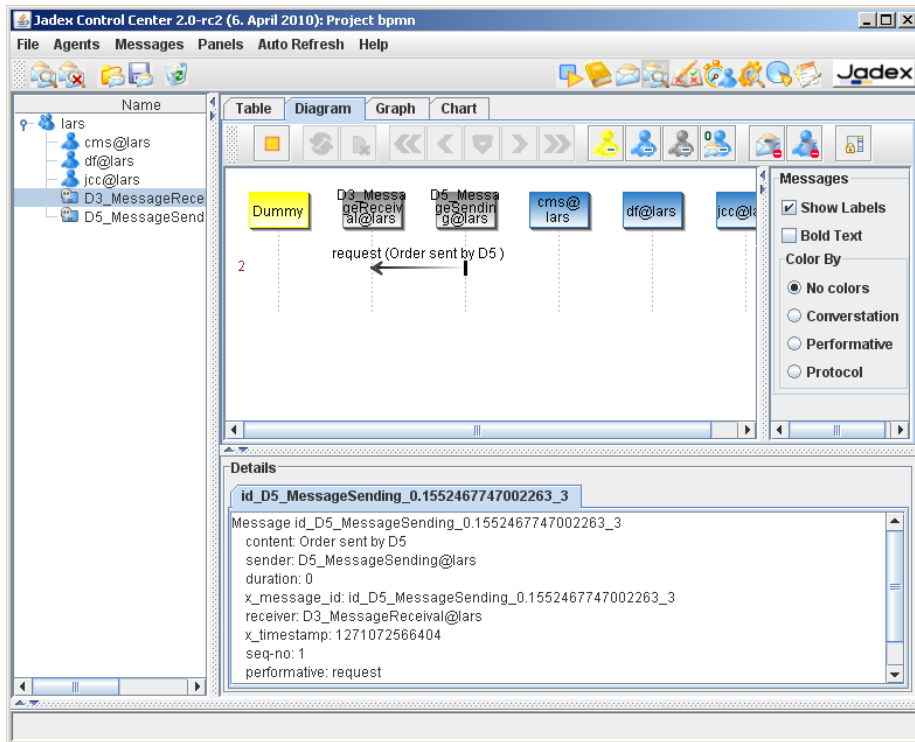 Jadex Control Center 2.0-rc2 (6. April 2010): Project bpmn
File Agents Messages Panels Auto Refresh Help
Jadex
Name
lars
cms@lars
df@lars
jcc@lars
D3_MessageRece
D5_MessageSend
Table Diagram Graph Chart
Dummy
D3_Messa
geReceiv
al@lars
D5_Messa
geSendin
g@lars
cms@
lars
df@lars
jcc@la
request (Order sent by D5 )
2
Messages
Show Labels
Bold Text
Color By
No colors
Converstation
Performative
Protocol
Details
id_D5_MessageSending_0.1552467747002263_3
Message id_D5_MessageSending_0.1552467747002263_3
content: Order sent by D5
sender: D5_MessageSending@lars
duration: 0
x_message_id: id_D5_MessageSending_0.1552467747002263_3
receiver: D3_MessageReceival@lars
x_timestamp: 1271072566404
seq-no: 1
performative: request